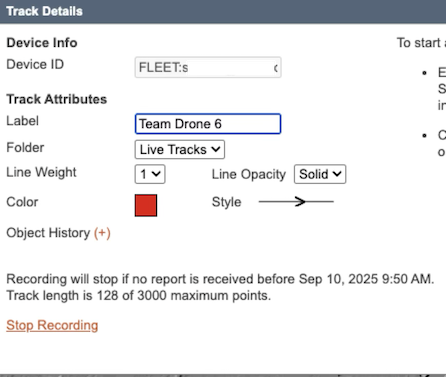 Track Details
Device Info
To start
Device ID
FLEET:s
Track Attributes
Label
Team Drone 6
Folder
Live Tracks
Line Weight
1
Line Opacity
Solid
Color
Style
Object History (+)
Recording will stop if no report is received before Sep 10, 2025 9:50 AM.
Track length is 128 of 3000 maximum points.
Stop Recording